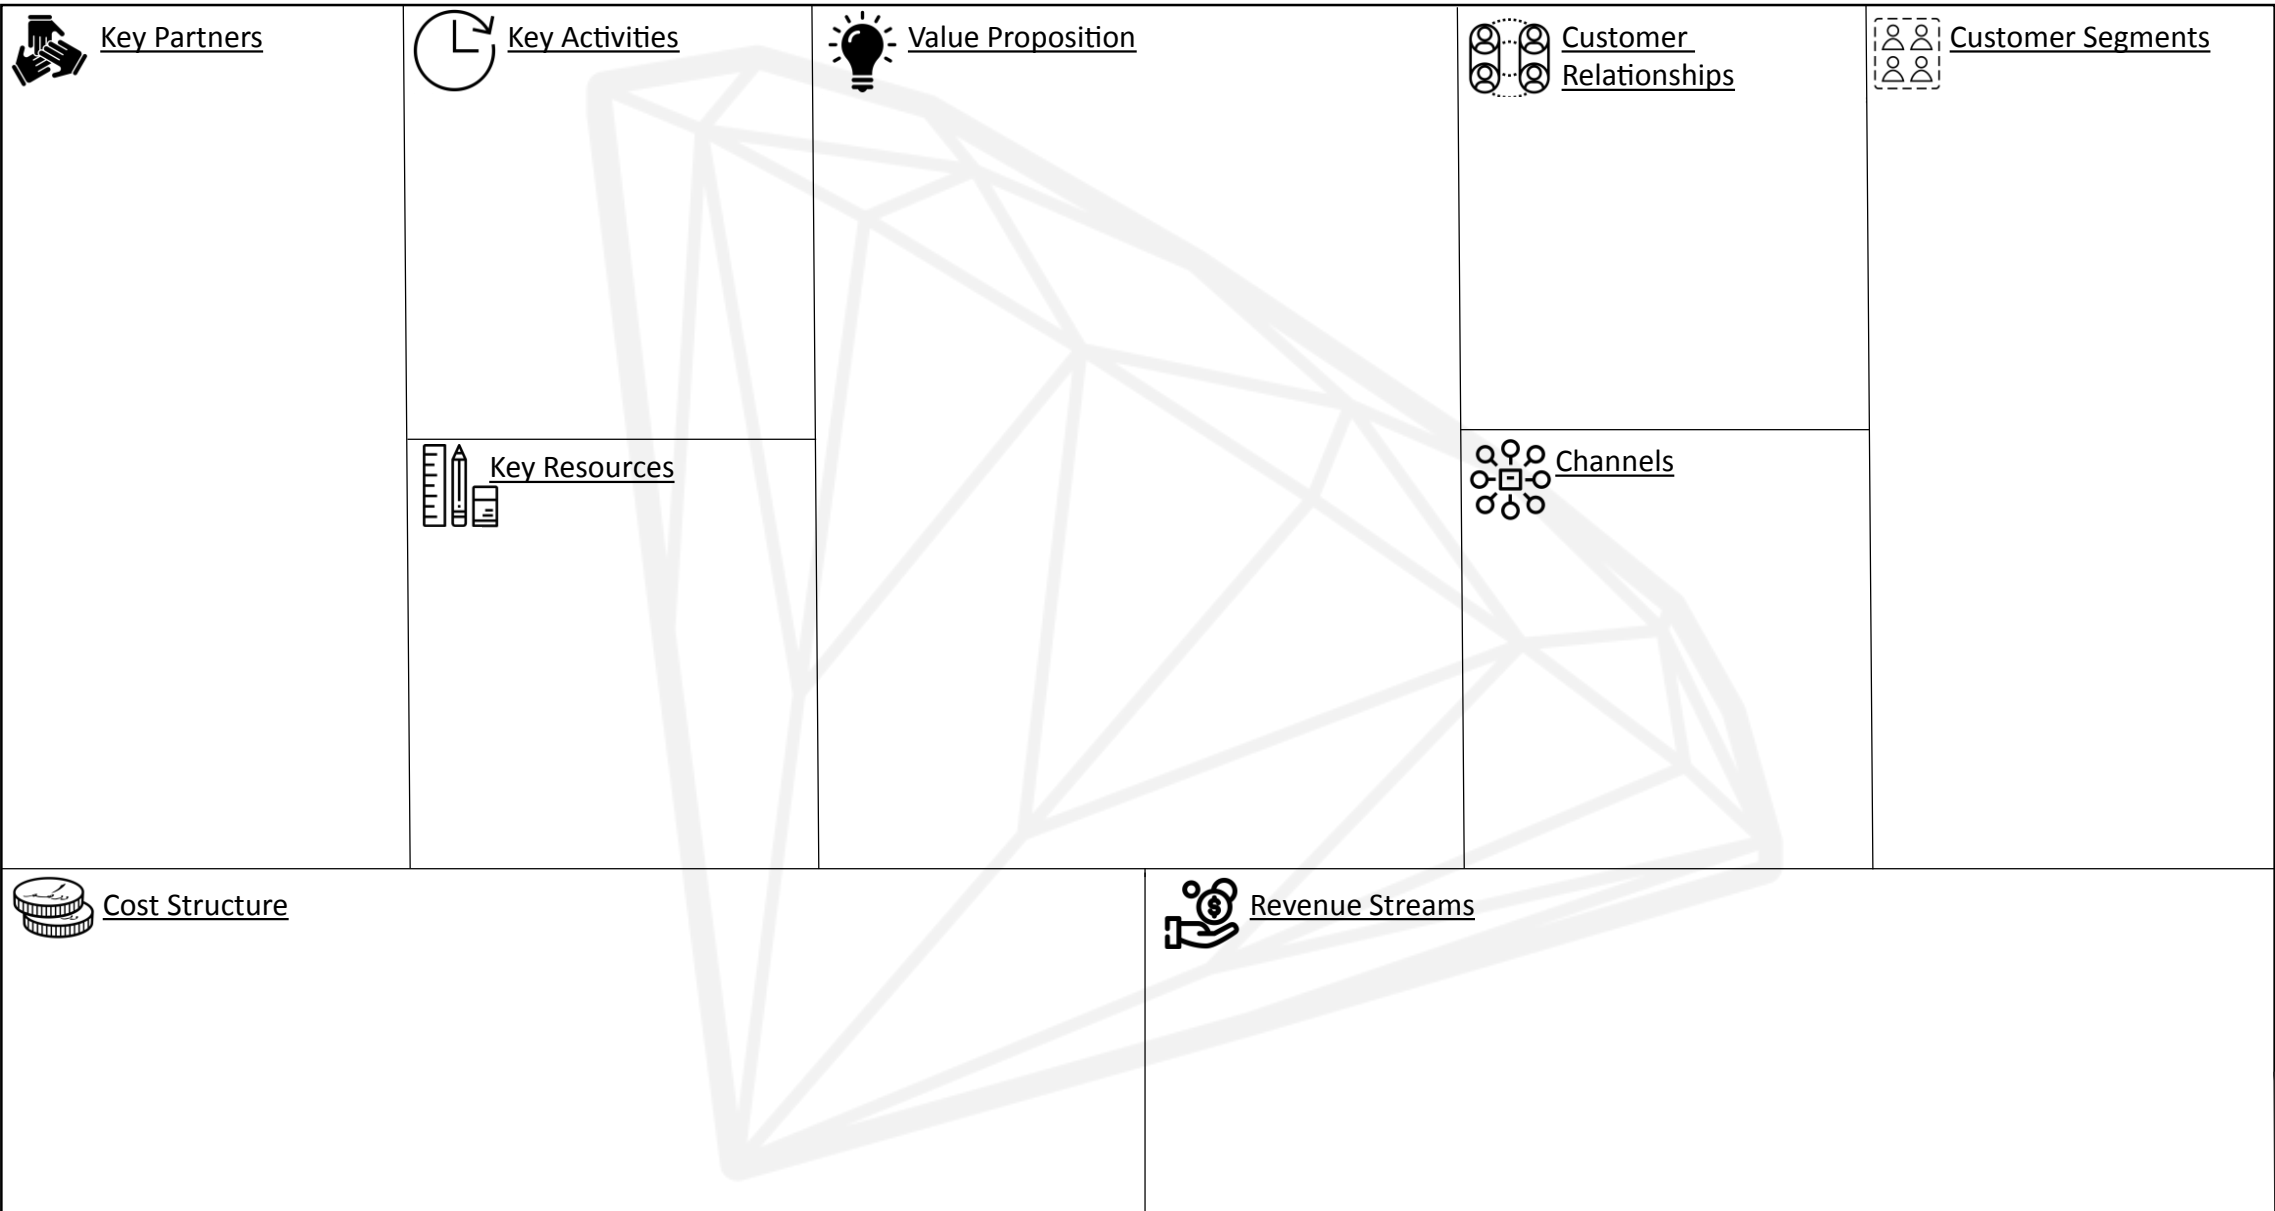 Key Partners
Key Activities
Value Proposition
Customer
Relationships
Customer Segments
Key Resources
Channels
Cost Structure
Revenue Streams